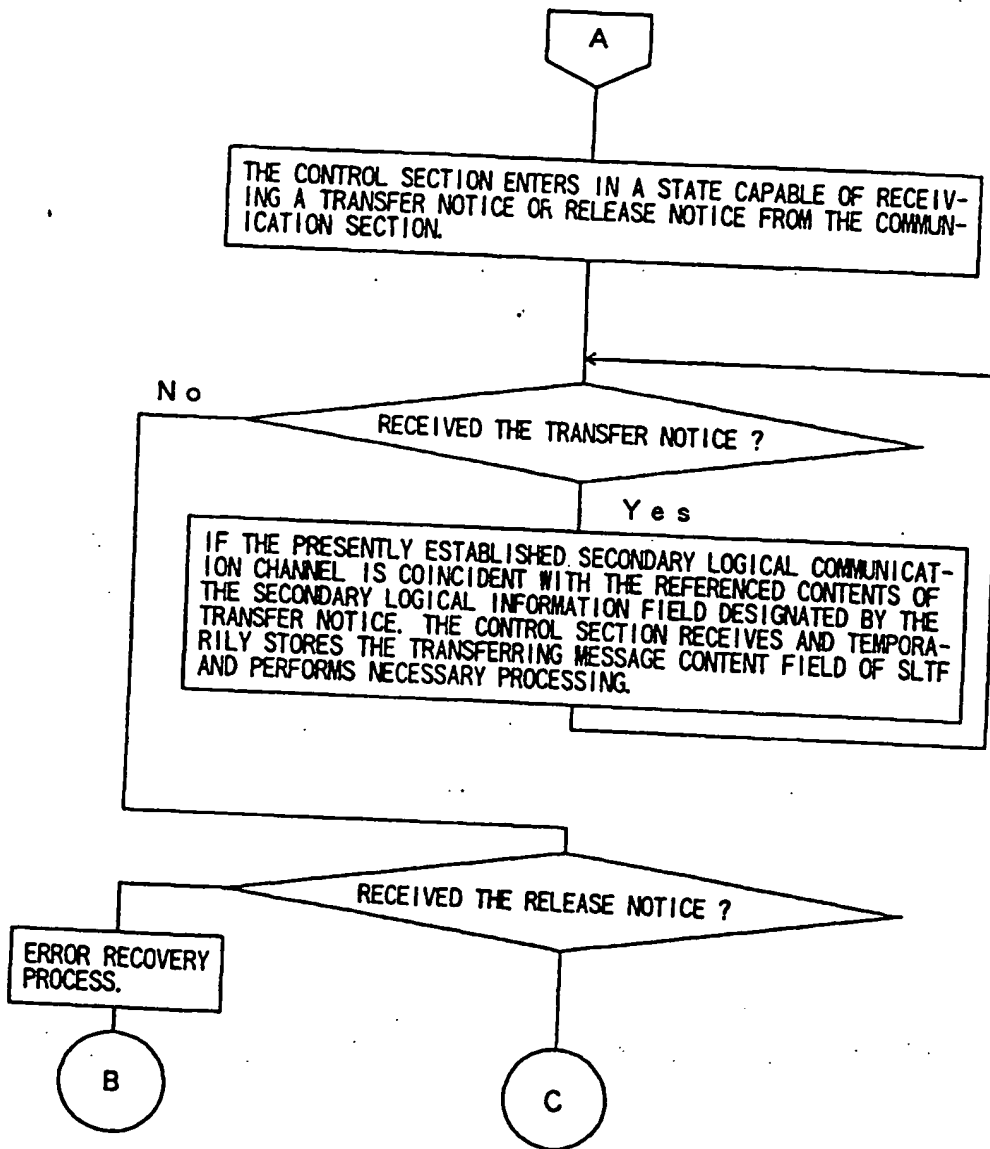 A
THE CONTROL SECTION ENTERS IN A STATE CAPABLE OF RECEIV-
ING A TRANSFER NOTICE OR RELEASE NOTICE FROM THE COMMUN-
ICATION SECTION.
No
RECEIVED THE TRANSFER NOTICE ?
Yes
IF THE PRESENTLY ESTABLISHED SECONDARY LOGICAL COMMUNICAT-
ION CHANNEL IS COINCIDENT WITH THE REFERENCED CONTENTS OF
THE SECONDARY LOGICAL INFORMATION FIELD DESIGNATED BY THE
TRANSFER NOTICE. THE CONTROL SECTION RECEIVES AND TEMPORA-
RILY STORES THE TRANSFERRING MESSAGE CONTENT FIELD OF SLTF
AND PERFORMS NECESSARY PROCESSING.
RECEIVED THE RELEASE NOTICE ?
ERROR RECOVERY
PROCESS.
B
C